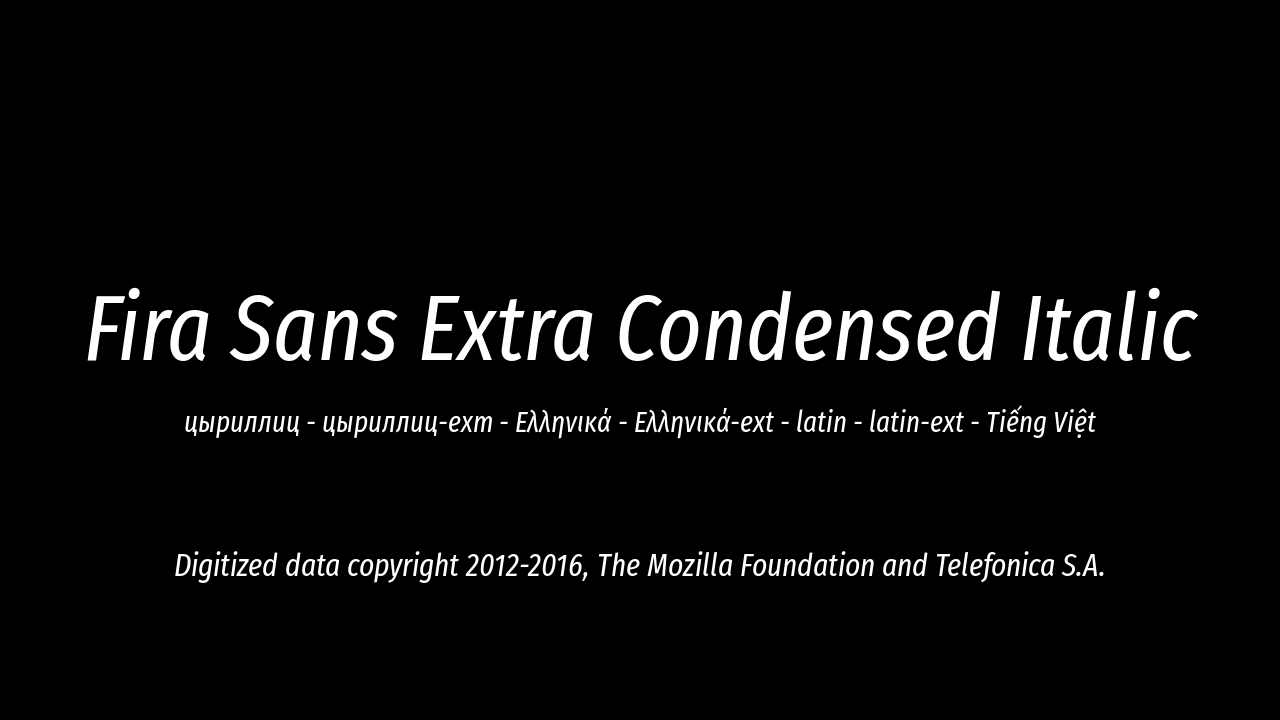 Fira Sans Extra Condensed Italic
цыриллиц - цыриллиц-ехт - Ελληνικά - Ελληνικά-ext - latin - latin-ext - Tiếng Việt
Digitized data copyright 2012-2016, The Mozilla Foundation and Telefonica S.A.